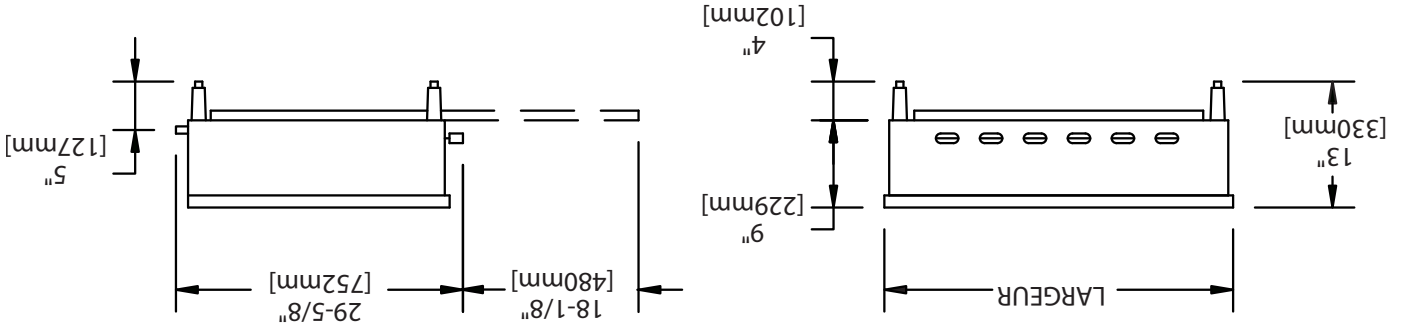 LARGEUR
18-1/8"
[480mm]
29-5/8"
[752mm]
9"
[229mm]
13"
[330mm]
5"
[127mm]
4"
[102mm]